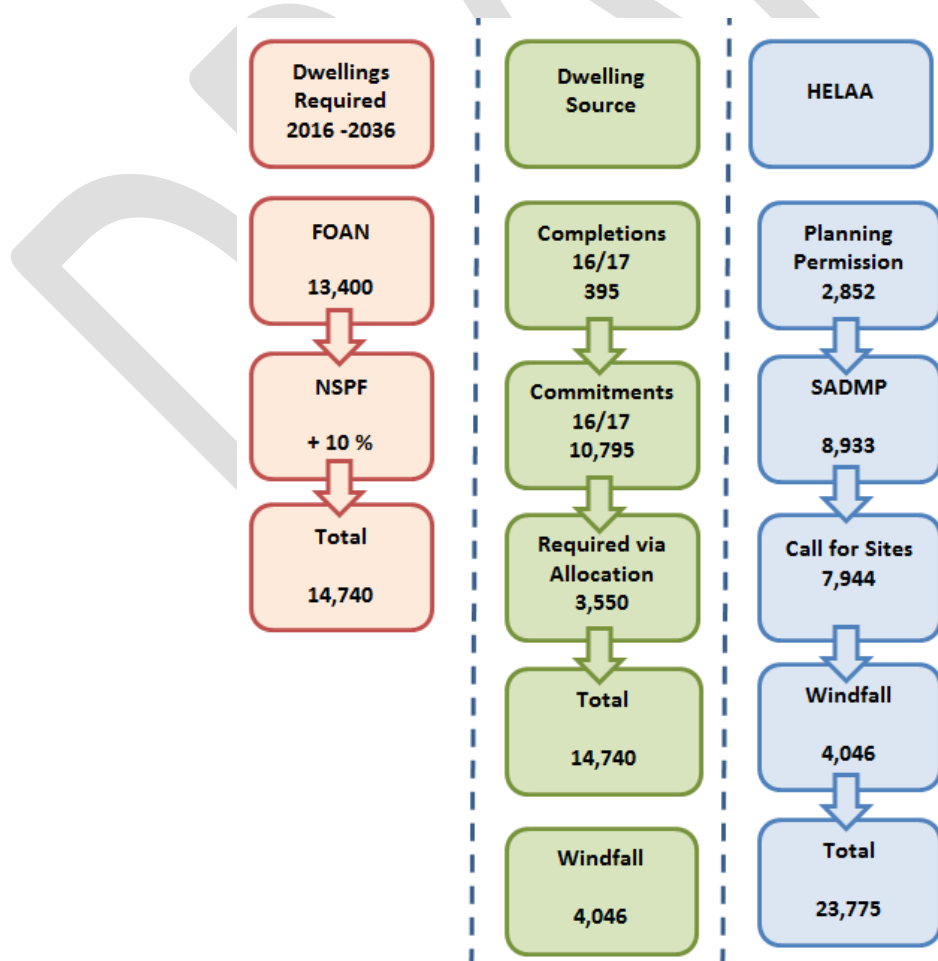 Dwellings
Required
2016 -2036
FOAN
13,400
NSPF
+ 10 %
Total
14,740
Dwelling
Source
Completions
16/17
395
Commitments
16/17
10,795
Required via
Allocation
3,550
Total
14,740
Windfall
4,046
HELAA
Planning
Permission
2,852
SADMP
8,933
Call for Sites
7,944
Windfall
4,046
Total
23,775